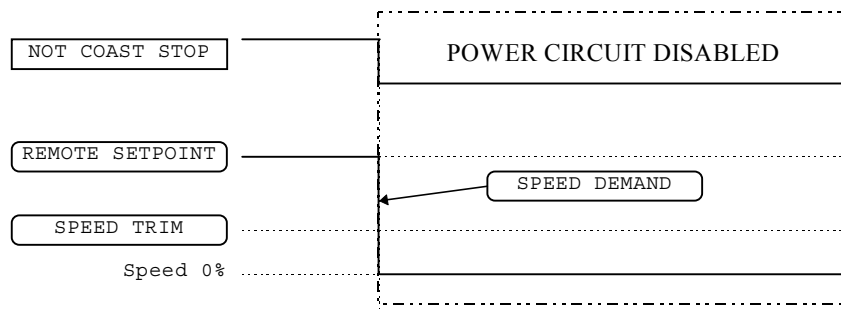 NOT COAST STOP
POWER CIRCUIT DISABLED
REMOTE SETPOINT
SPEED DEMAND
SPEED TRIM
Speed 0%